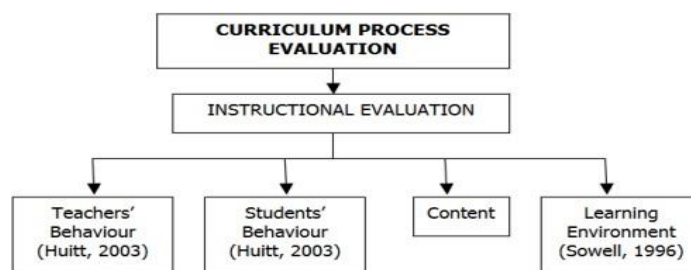 CURRICULUM PROCESS
EVALUATION
INSTRUCTIONAL EVALUATION
Teachers'
Behaviour
(Huitt, 2003)
Students'
Behaviour
(Huitt, 2003)
Content
Learning
Environment
(Sowell, 1996)